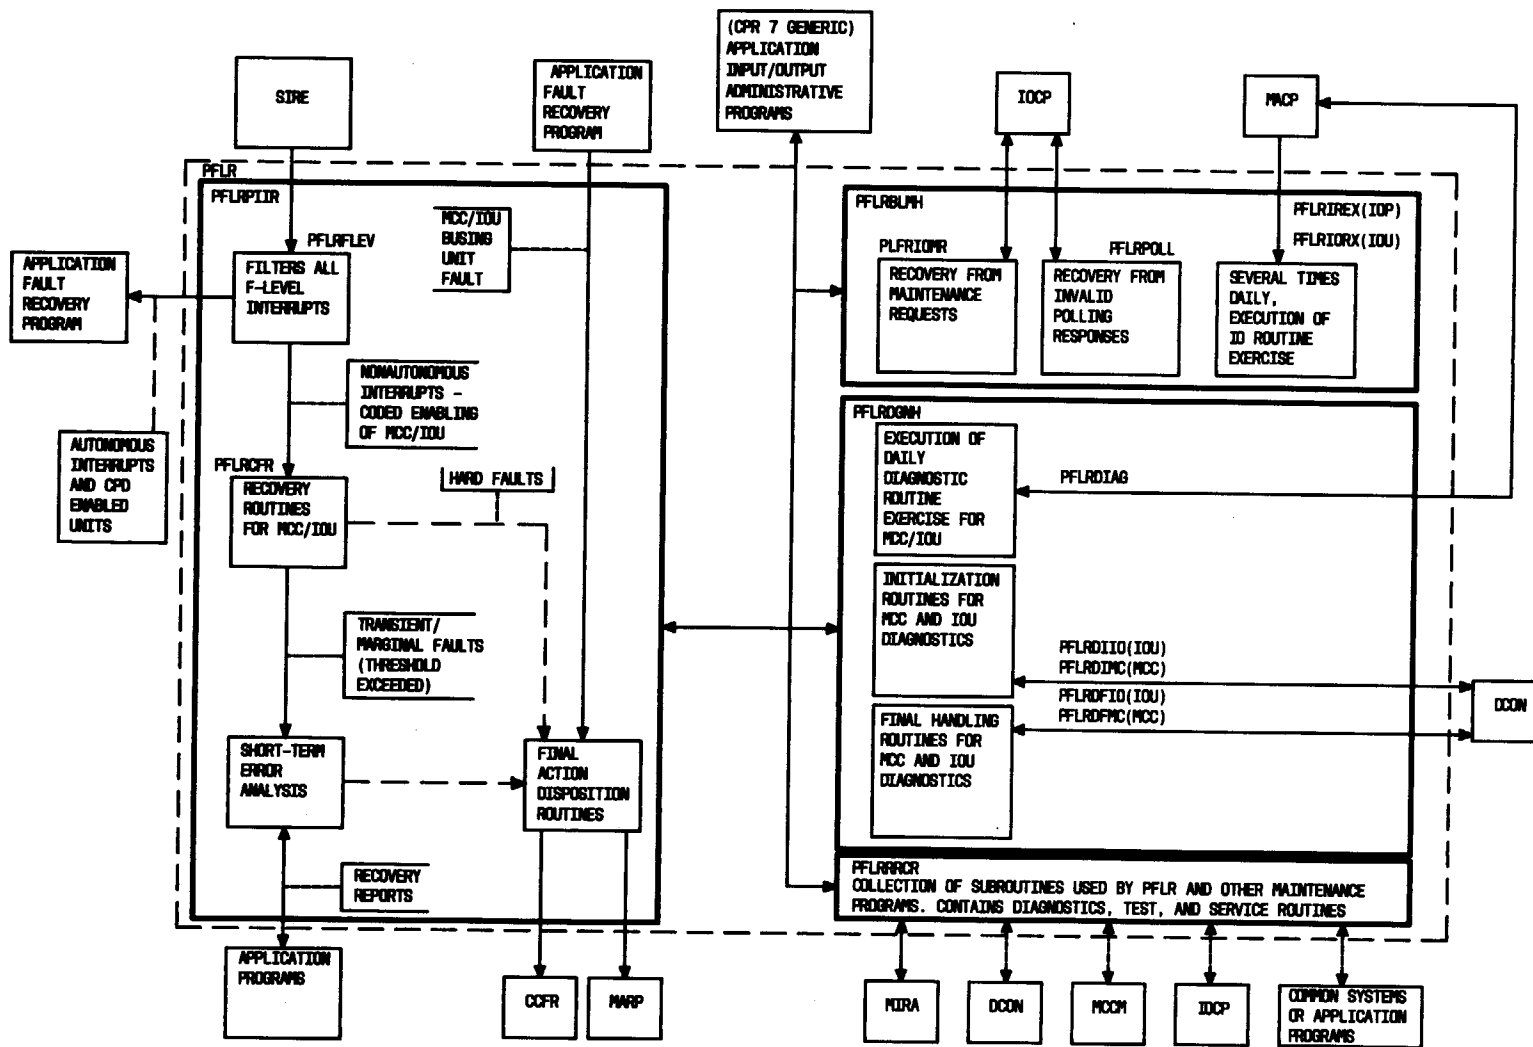 (CPR 7 GENERIC)
APPLICATION
INPUT/OUTPUT
ADMINISTRATIVE
PROGRAMS
SIRE
APPLICATION
FAULT
RECOVERY
PROGRAM
IOCP
MACP
PFLR
PFLRPIIR
PFLRFLEV
FILTERS ALL
F-LEVEL
INTERRUPTS
MCC/IOU
BUSING
UNIT
FAULT
APPLICATION
FAULT
RECOVERY
PROGRAM
AUTONOMOUS
INTERRUPTS
AND CPD
ENABLED
UNITS
NONAUTONOMOUS
INTERRUPTS -
CODED ENABLING
OF MCC/IOU
PFLRCFR
RECOVERY
ROUTINES
FOR MCC/IOU
HARD FAULTS
TRANSIENT/
MARGINAL FAULTS
(THRESHOLD
EXCEEDED)
SHORT-TERM
ERROR
ANALYSIS
FINAL
ACTION
DISPOSITION
ROUTINES
RECOVERY
REPORTS
APPLICATION
PROGRAMS
CCFR
MARP
PFLRBLMH
PFLRIREX(IOP)
PFLRIORX(IOU)
PLFRIOMR
RECOVERY FROM
MAINTENANCE
REQUESTS
PFLRPOLL
RECOVERY FROM
INVALID
POLLING
RESPONSES
SEVERAL TIMES
DAILY,
EXECUTION OF
IO ROUTINE
EXERCISE
PFLRDGNH
EXECUTION OF
DAILY
DIAGNOSTIC
ROUTINE
EXERCISE FOR
MCC/IOU
PFLRDIAG
INITIALIZATION
ROUTINES FOR
MCC AND IOU
DIAGNOSTICS
PFLRDIIO(IOU)
PFLRDIMC(MCC)
PFLRDFIO(IOU)
PFLRDFMC(MCC)
DCON
FINAL HANDLING
ROUTINES FOR
MCC AND IOU
DIAGNOSTICS
PFLRRRCR
COLLECTION OF SUBROUTINES USED BY PFLR AND OTHER MAINTENANCE
PROGRAMS. CONTAINS DIAGNOSTICS, TEST, AND SERVICE ROUTINES
MIRA
DCON
MCCM
IOCP
COMMON SYSTEMS
OR APPLICATION
PROGRAMS